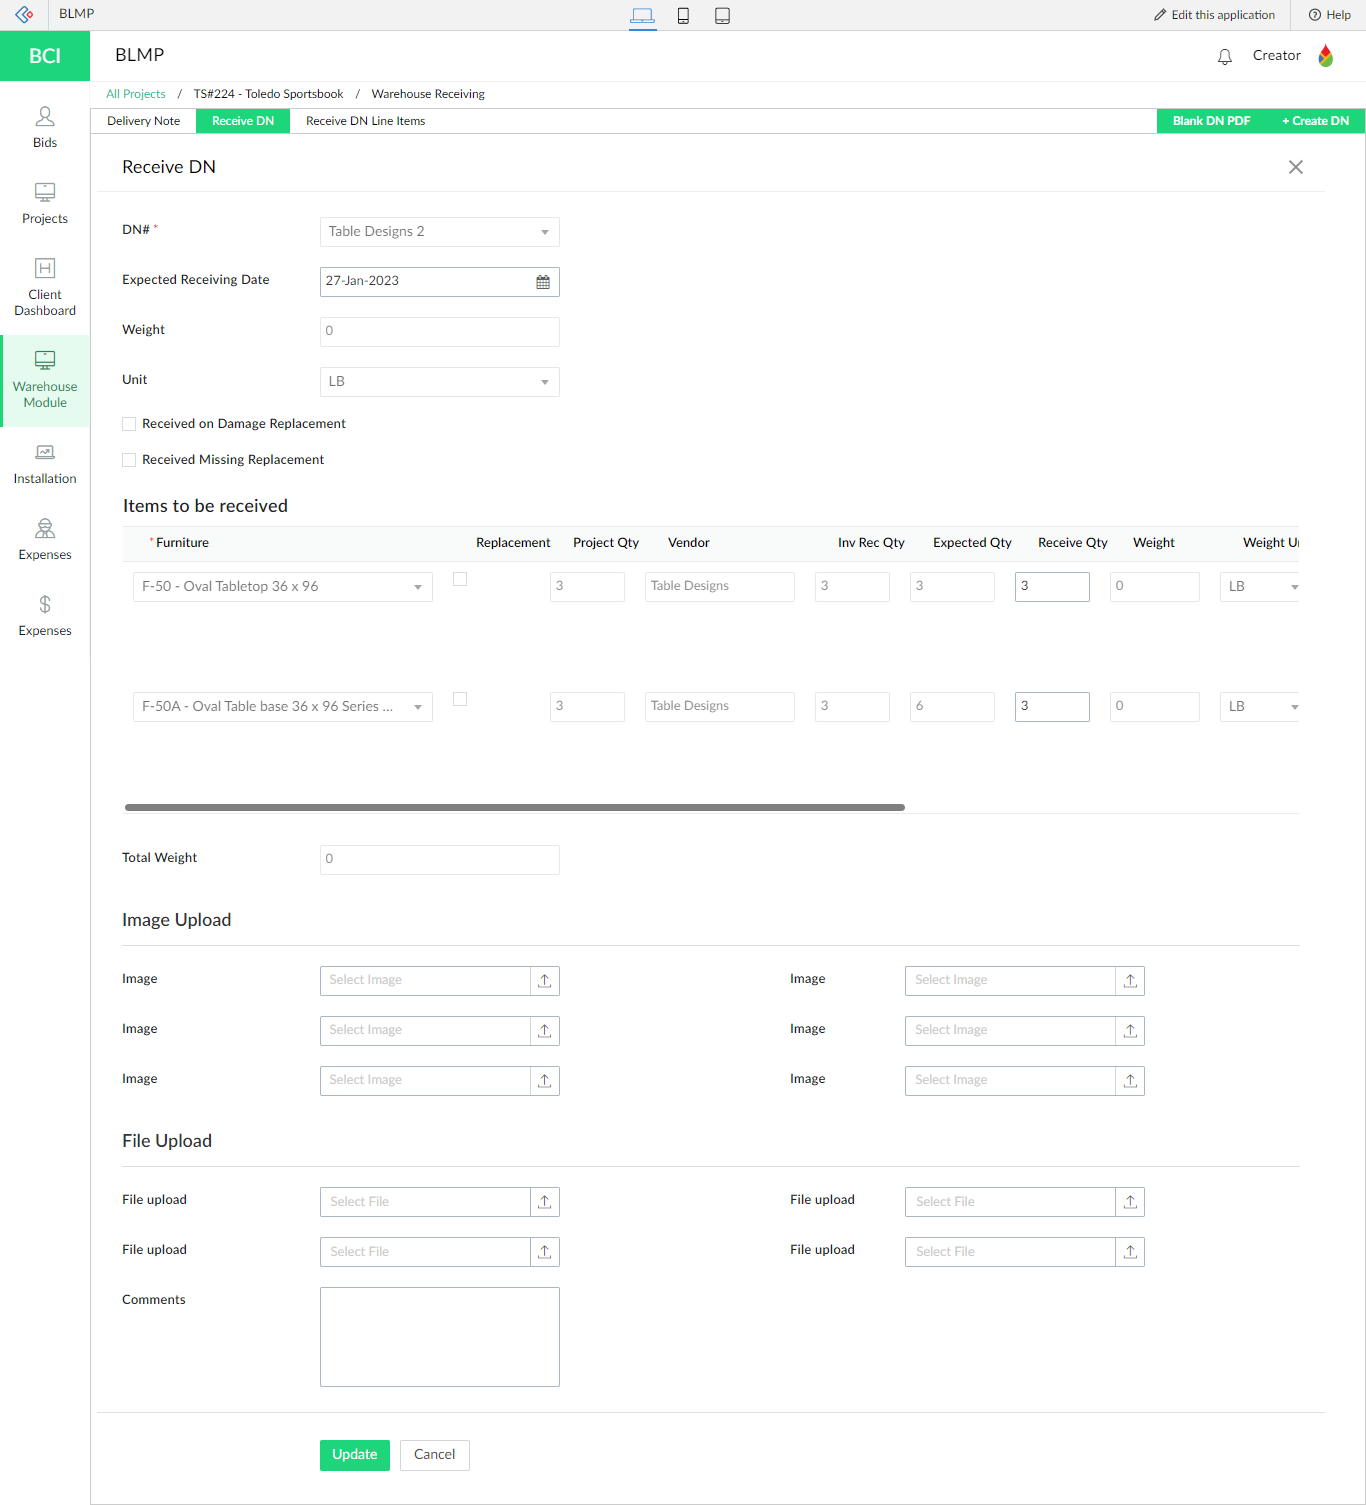 BLMP
Edit this application
Help
BCI
BLMP
Creator
All Projects / TS#224 - Toledo Sportsbook / Warehouse Receiving
Delivery Note
Receive DN
Receive DN Line Items
Blank DN PDF
+ Create DN
Bids
Projects
Client
Dashboard
Warehouse
Module
Installation
Expenses
Expenses
Receive DN
DN# *
Table Designs 2
Expected Receiving Date
27-Jan-2023
Weight
0
Unit
LB
Received on Damage Replacement
Received Missing Replacement
Items to be received
* Furniture Replacement Project Qty Vendor Inv Rec Qty Expected Qty Receive Qty Weight Weight U
F-50 - Oval Tabletop 36 x 96 3 Table Designs 3 3 3 0 LB
F-50A - Oval Table base 36 x 96 Series ... 3 Table Designs 3 6 3 0 LB
Total Weight
0
Image Upload
Image Select Image Image Select Image
Image Select Image Image Select Image
Image Select Image Image Select Image
File Upload
File upload Select File File upload Select File
File upload Select File File upload Select File
Comments
Update
Cancel